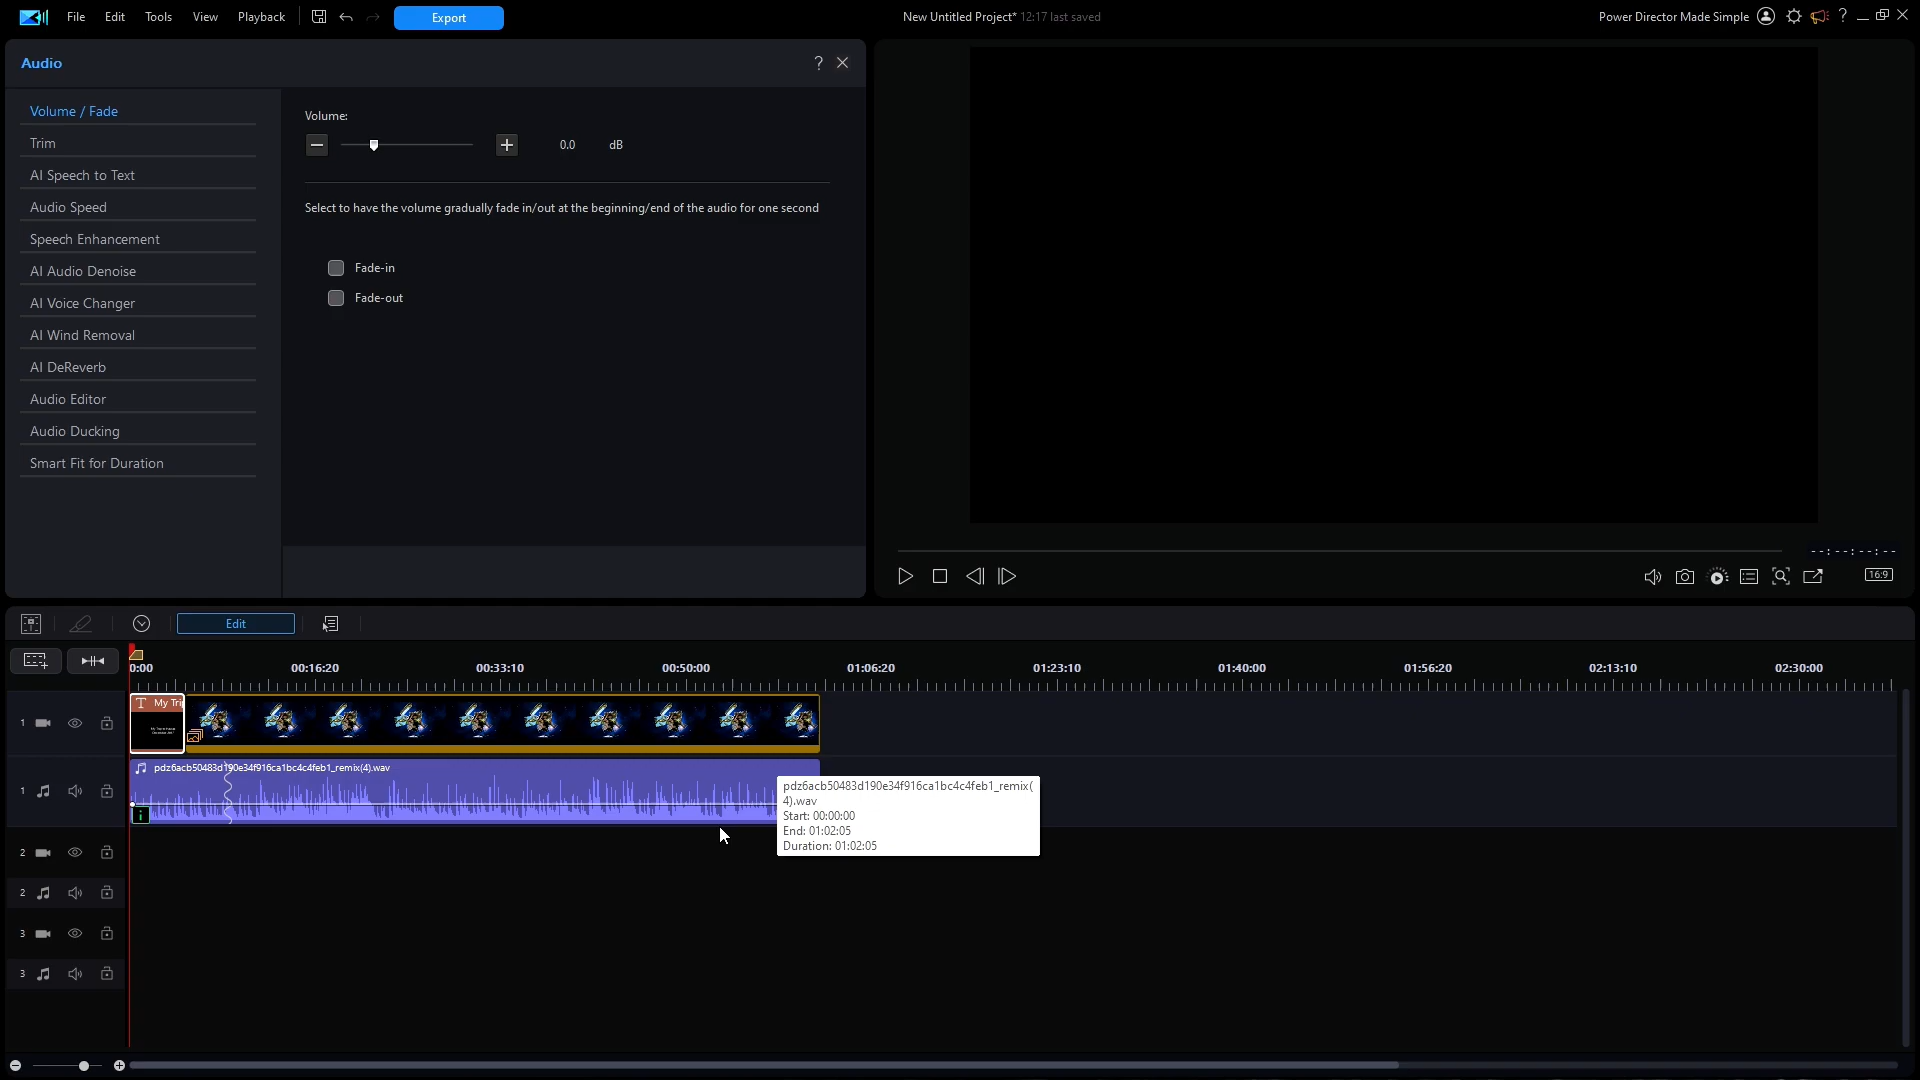 File Edit Tools View Playback Export New Untitled Project* 12:17 last saved Power Director Made Simple ?
Audio ?
Volume / Fade
Trim
AI Speech to Text
Audio Speed
Speech Enhancement
AI Audio Denoise
AI Voice Changer
AI Wind Removal
AI DeReverb
Audio Editor
Audio Ducking
Smart Fit for Duration
Volume:
0.0 dB
Select to have the volume gradually fade in/out at the beginning/end of the audio for one second
Fade-in
Fade-out
--:--:--:--
16:9
Edit
0:00 00:16:20 00:33:10 00:50:00 01:06:20 01:23:10 01:40:00 01:56:20 02:13:10 02:30:00
1 T My Tri
1 pdz6acb50483d190e34f916ca1bc4c4feb1_remix(4).wav
i
pdz6acb50483d190e34f916ca1bc4c4feb1_remix(
4).wav
Start: 00:00:00
End: 01:02:05
Duration: 01:02:05
2
2
3
3